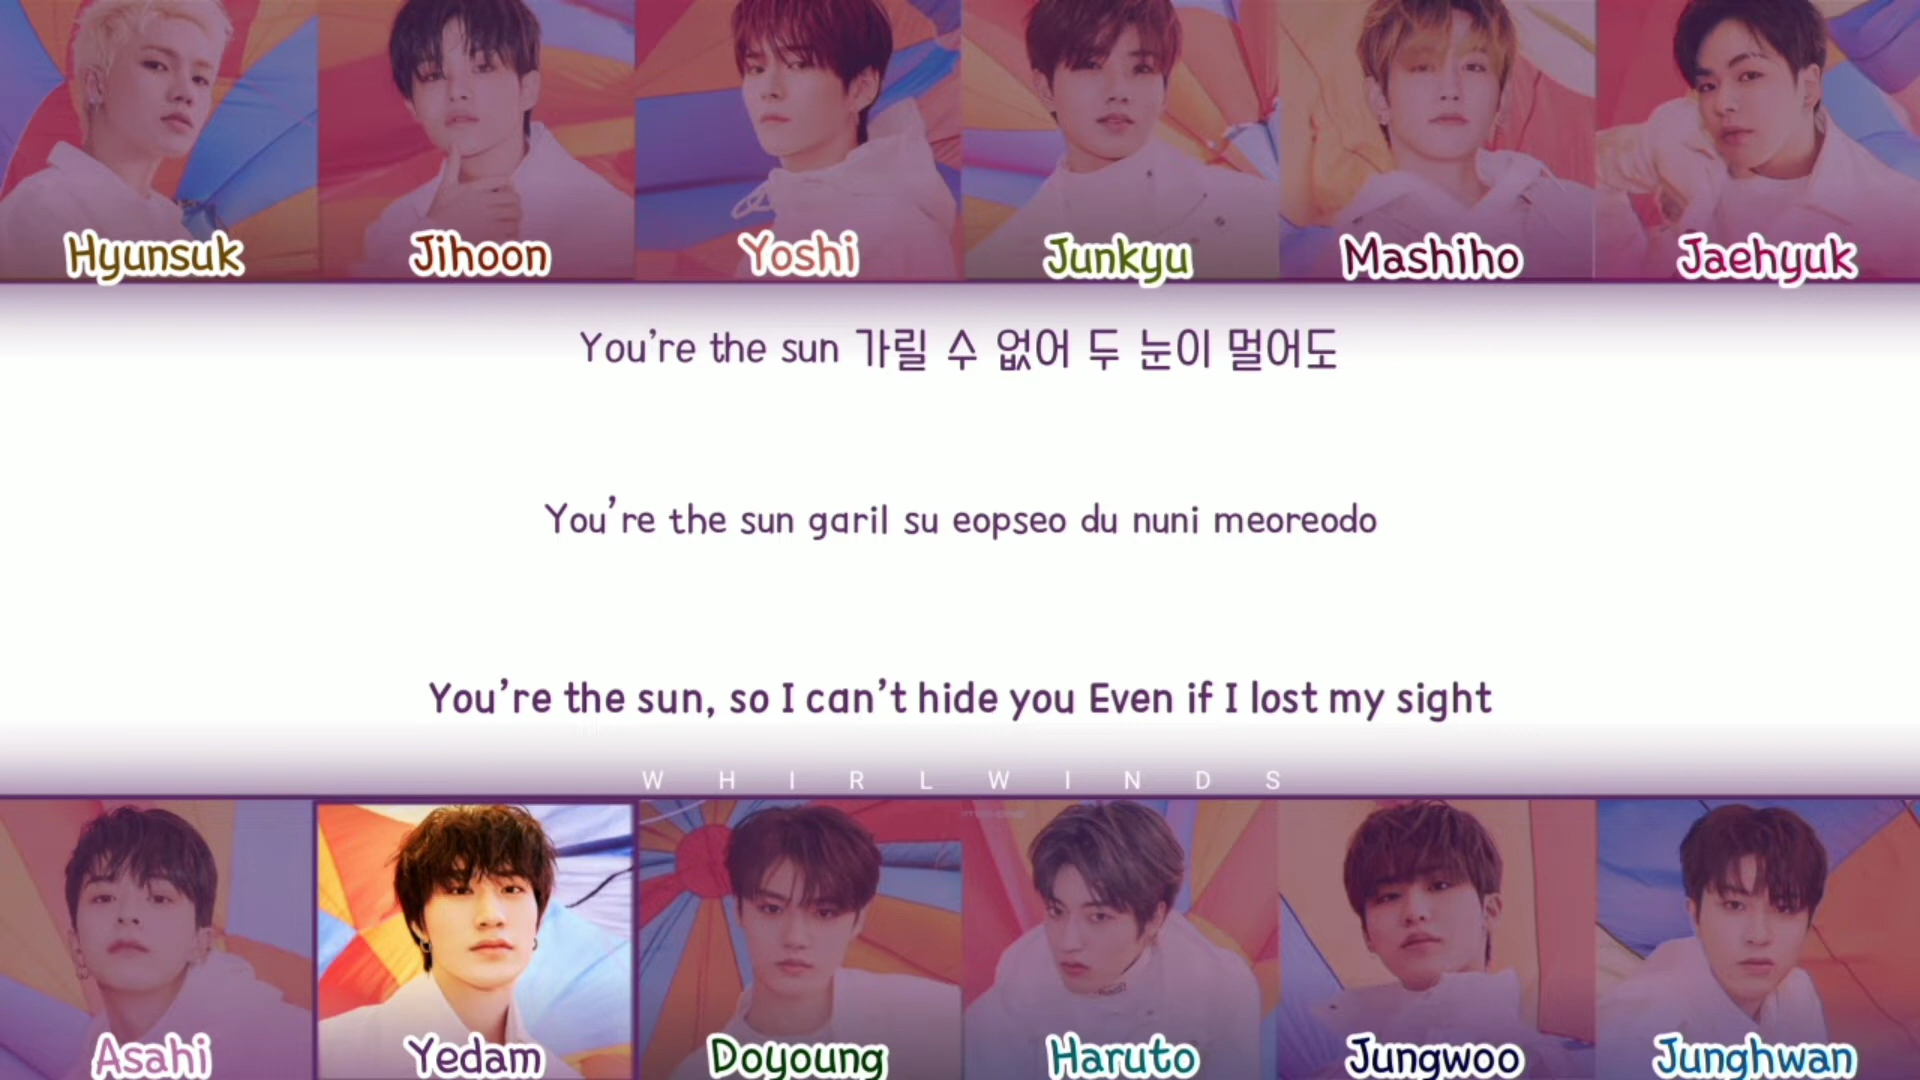 Hyunsuk Jihoon Yoshi Junkyu Mashiho Jaehyuk
You're the sun 가릴 수 없어 두 눈이 멀어도
You're the sun garil su eopseo du nuni meoreodo
You're the sun, so I can't hide you Even if I lost my sight
WHIRLWINDS
Asahi Yedam Doyoung Haruto Jungwoo Junghwan